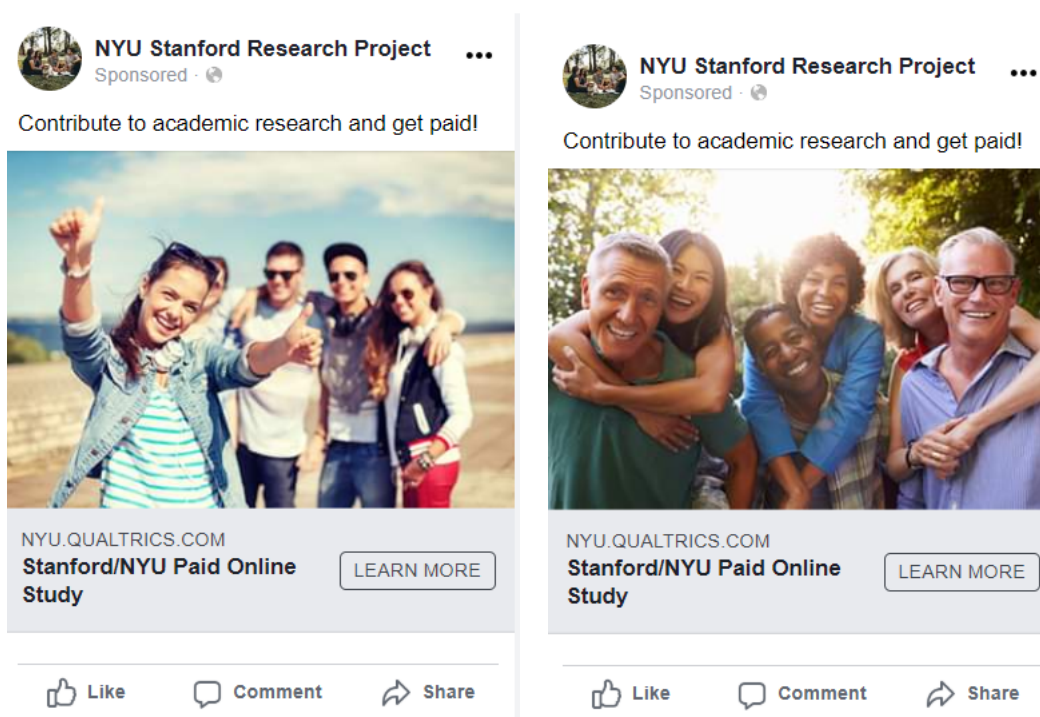 NYU Stanford Research Project
Sponsored ·
Contribute to academic research and get paid!
NYU.QUALTRICS.COM
Stanford/NYU Paid Online
Study
LEARN MORE
Like
Comment
Share
NYU Stanford Research Project
Sponsored ·
Contribute to academic research and get paid!
NYU.QUALTRICS.COM
Stanford/NYU Paid Online
Study
LEARN MORE
Like
Comment
Share